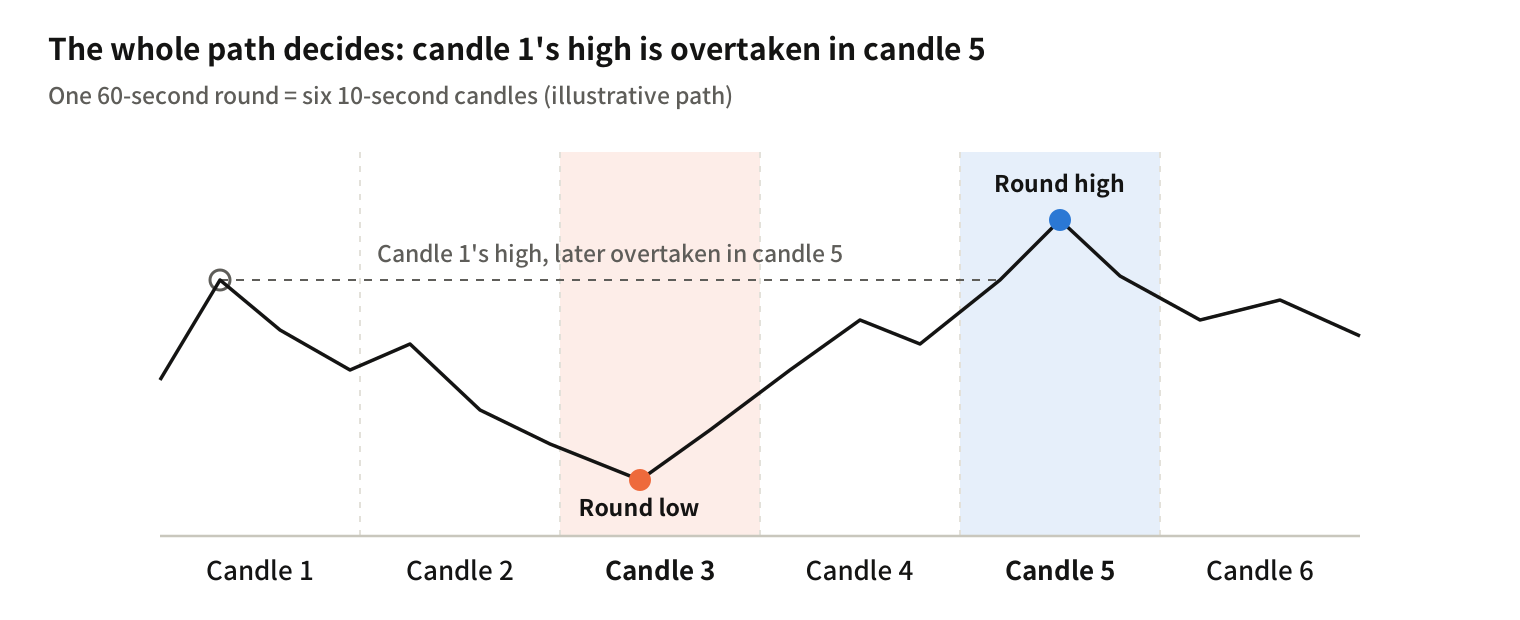 The whole path decides: candle 1's high is overtaken in candle 5
One 60-second round = six 10-second candles (illustrative path)
Round high
Candle 1's high, later overtaken in candle 5
Round low
Candle 1
Candle 2
Candle 3
Candle 4
Candle 5
Candle 6